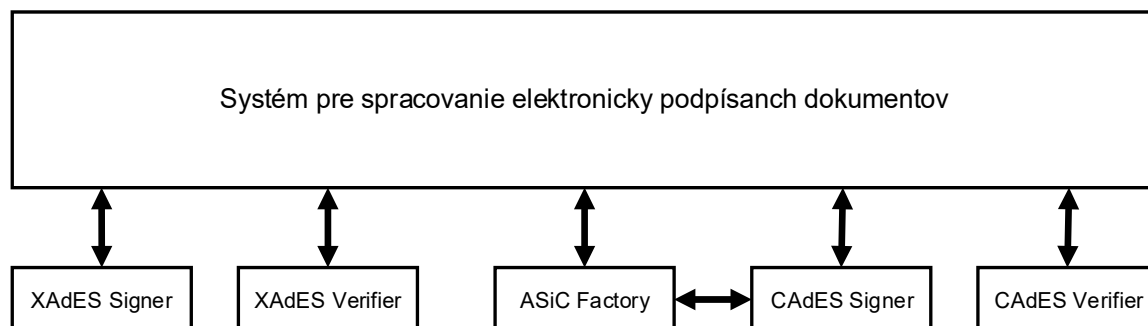 Systém pre spracovanie elektronicky podpísanch dokumentov
XAdES Signer
XAdES Verifier
ASiC Factory
CAdES Signer
CAdES Verifier